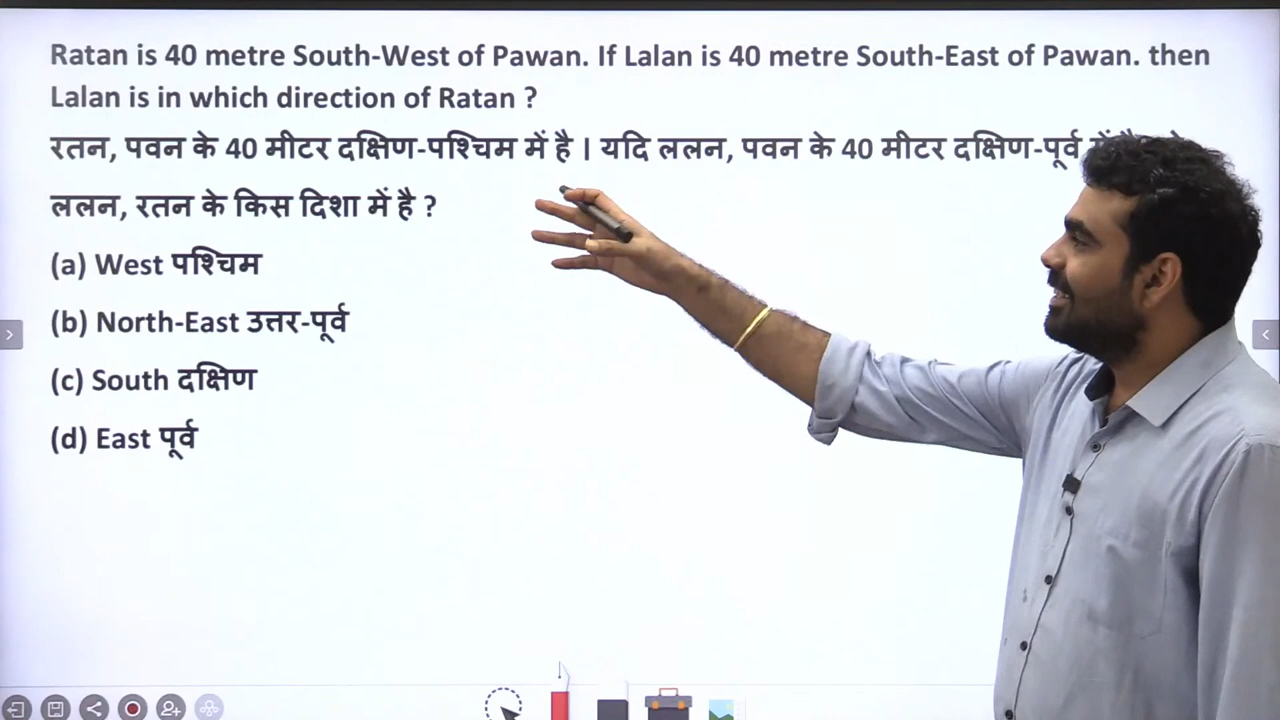 Ratan is 40 metre South-West of Pawan. If Lalan is 40 metre South-East of Pawan. then
Lalan is in which direction of Ratan ?
रतन, पवन के 40 मीटर दक्षिण-पश्चिम में है । यदि ललन, पवन के 40 मीटर दक्षिण-पूर्व
ललन, रतन के किस दिशा में है ?
(a) West पश्चिम
(b) North-East उत्तर-पूर्व
(c) South दक्षिण
(d) East पूर्व